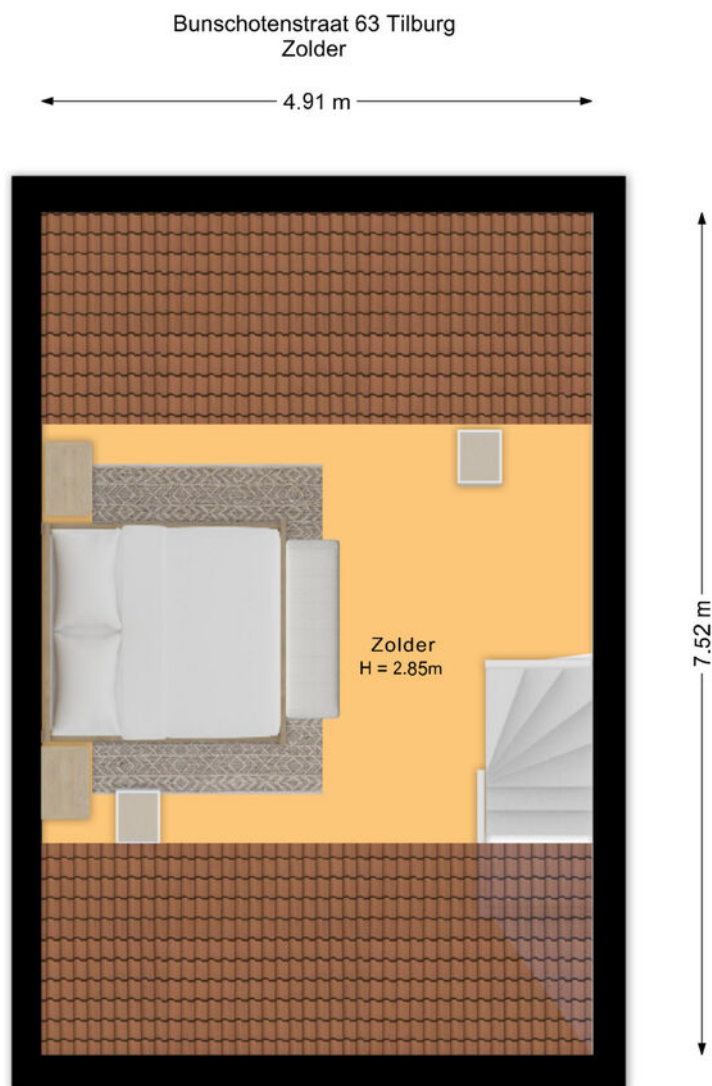 Bunschotenstraat 63 Tilburg
Zolder
4.91 m
7.52 m
Zolder
H = 2.85m